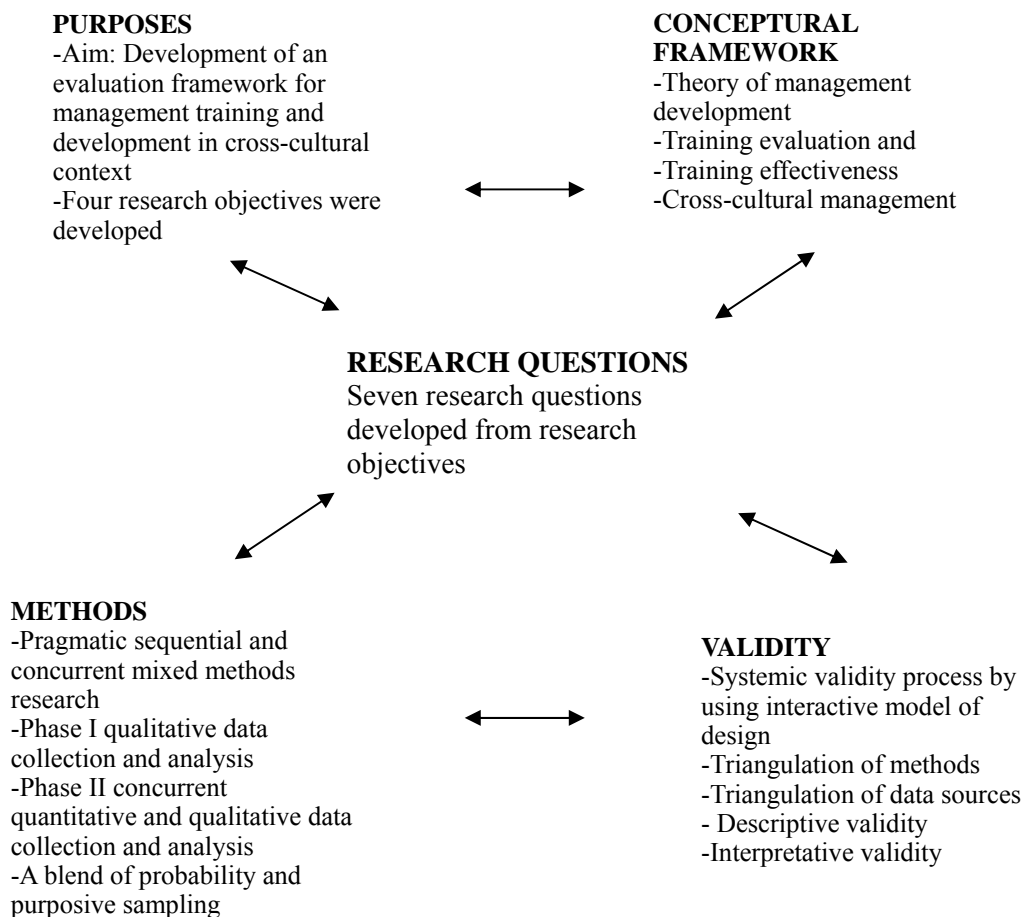 PURPOSES
-Aim: Development of an
evaluation framework for
management training and
development in cross-cultural
context
-Four research objectives were
developed
CONCEPTURAL
FRAMEWORK
-Theory of management
development
-Training evaluation and
-Training effectiveness
-Cross-cultural management
RESEARCH QUESTIONS
Seven research questions
developed from research
objectives
METHODS
-Pragmatic sequential and
concurrent mixed methods
research
-Phase I qualitative data
collection and analysis
-Phase II concurrent
quantitative and qualitative data
collection and analysis
-A blend of probability and
purposive sampling
VALIDITY
-Systemic validity process by
using interactive model of
design
-Triangulation of methods
-Triangulation of data sources
- Descriptive validity
-Interpretative validity